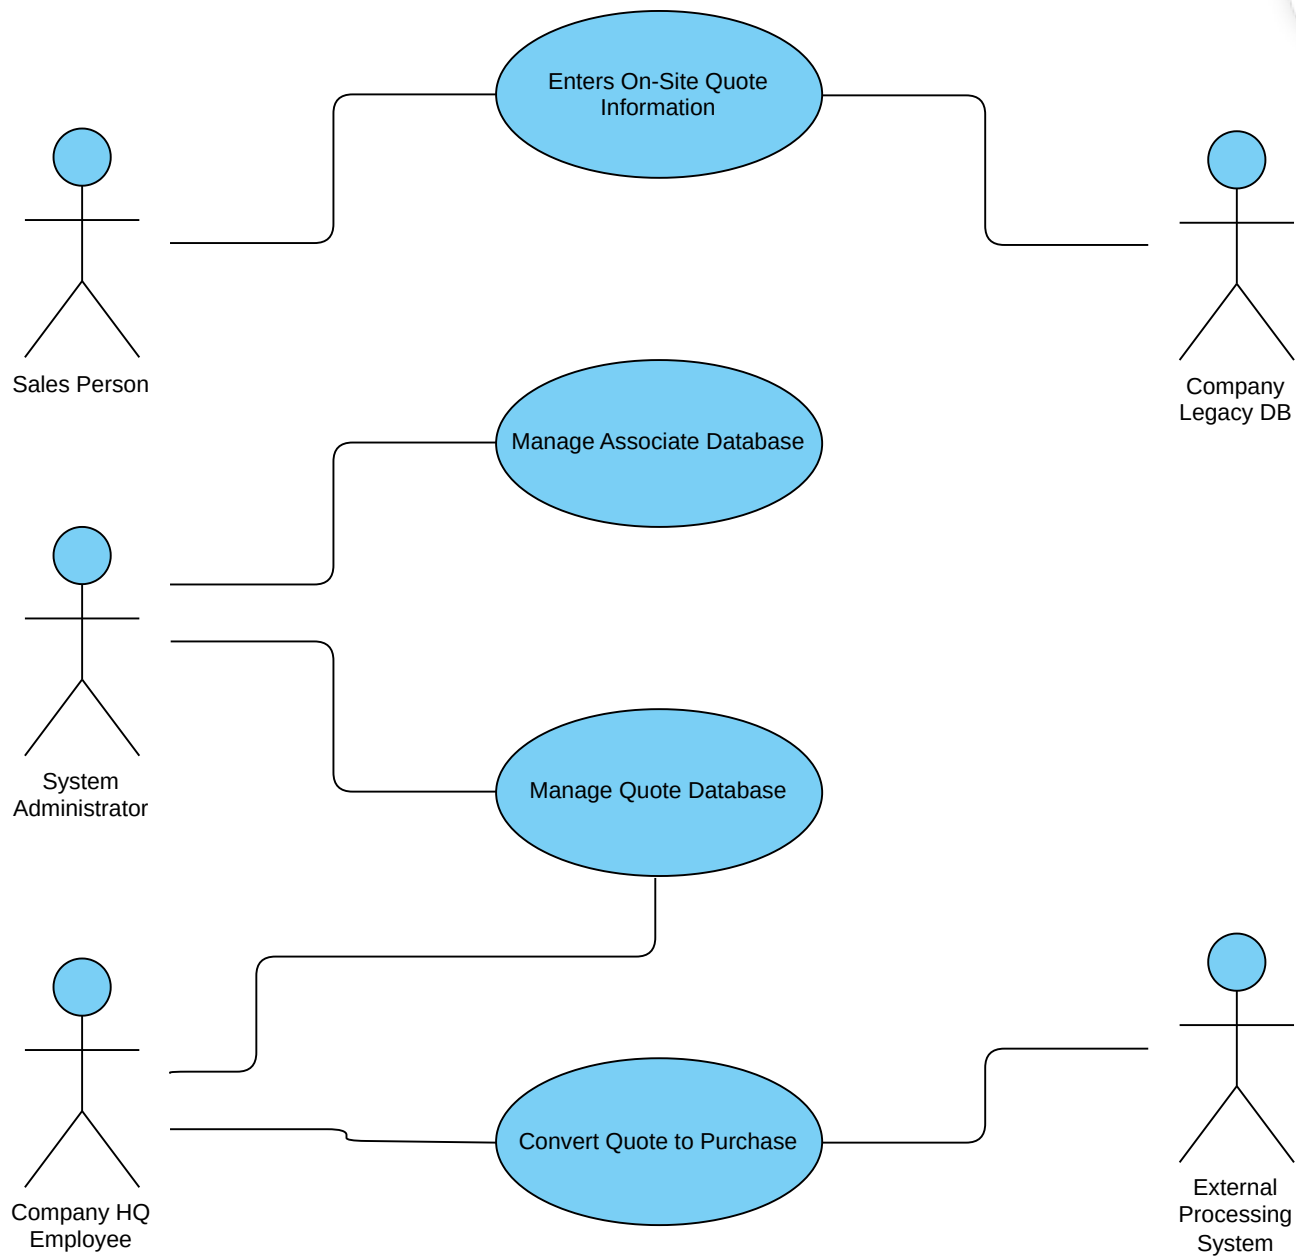 Enters On-Site Quote
Information
Sales Person
Company
Legacy DB
Manage Associate Database
System
Administrator
Manage Quote Database
Convert Quote to Purchase
Company HQ
Employee
External
Processing
System